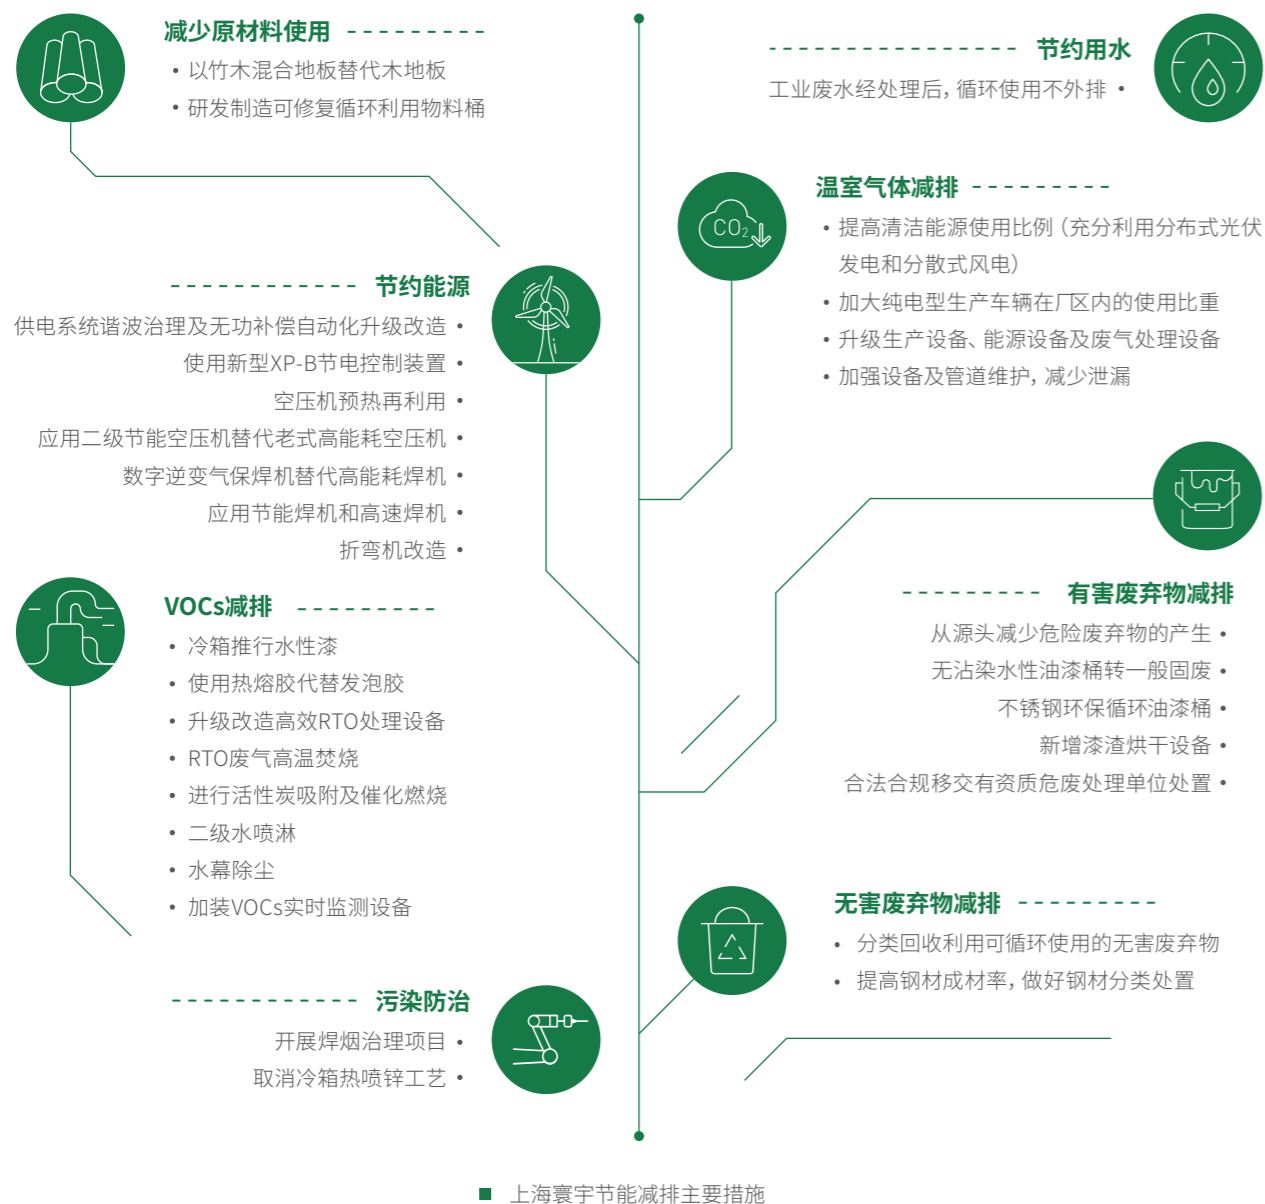 减少原材料使用
• 以竹木混合地板替代木地板
• 研发制造可修复循环利用物料桶
节约用水
工业废水经处理后，循环使用不外排 •
CO₂
温室气体减排
• 提高清洁能源使用比例（充分利用分布式光伏
发电和分散式风电）
• 加大纯电型生产车辆在厂区内的使用比重
• 升级生产设备、能源设备及废气处理设备
• 加强设备及管道维护，减少泄漏
节约能源
供电系统谐波治理及无功补偿自动化升级改造 •
使用新型XP-B节电控制装置 •
空压机预热再利用 •
应用二级节能空压机替代老式高能耗空压机 •
数字逆变气保焊机替代高能耗焊机 •
应用节能焊机和高速焊机 •
折弯机改造 •
有害废弃物减排
从源头减少危险废弃物的产生 •
无沾染水性油漆桶转一般固废 •
不锈钢环保循环油漆桶 •
新增漆渣烘干设备 •
合法合规移交有资质危废处理单位处置 •
VOCs减排
• 冷箱推行水性漆
• 使用热熔胶代替发泡胶
• 升级改造高效RTO处理设备
• RTO废气高温焚烧
• 进行活性炭吸附及催化燃烧
• 二级水喷淋
• 水幕除尘
• 加装VOCs实时监测设备
无害废弃物减排
• 分类回收利用可循环使用的无害废弃物
• 提高钢材成材率，做好钢材分类处置
污染防治
开展焊烟治理项目 •
取消冷箱热喷锌工艺 •
■ 上海寰宇节能减排主要措施